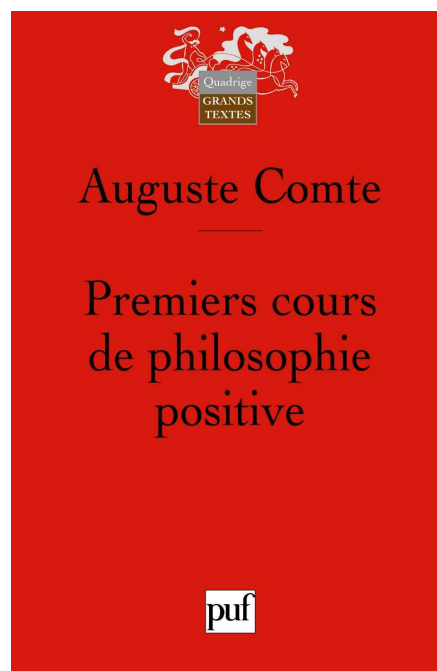 Quadrige
GRANDS
TEXTES
Auguste Comte
Premiers cours
de philosophie
positive
puf